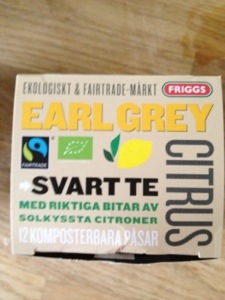 EKOLOGISKT & FAIRTRADE-MÄRKT
FRIGGS
EARL GREY
CITRUS
FAIRTRADE
SVART TE
MED RIKTIGA BITAR AV
SOLKYSSTA CITRONER
12 KOMPOSTERBARA PÅSAR